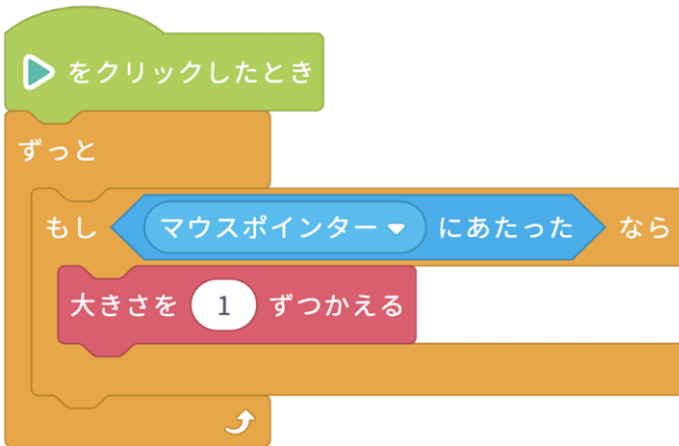 をクリックしたとき
ずっと
もし マウスポインター にあたった なら
大きさを 1 ずつかえる